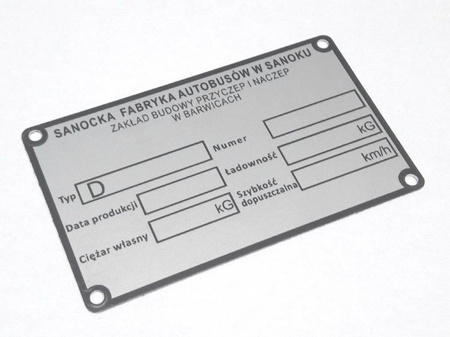 SANOCKA FABRYKA AUTOBUSÓW W SANOKU
ZAKŁAD BUDOWY PRZYCZEP I NACZEP
W BARWICACH
Typ D Numer
Data produkcji Ładowność kG
Ciężar własny kG Szybkość dopuszczalna km/h